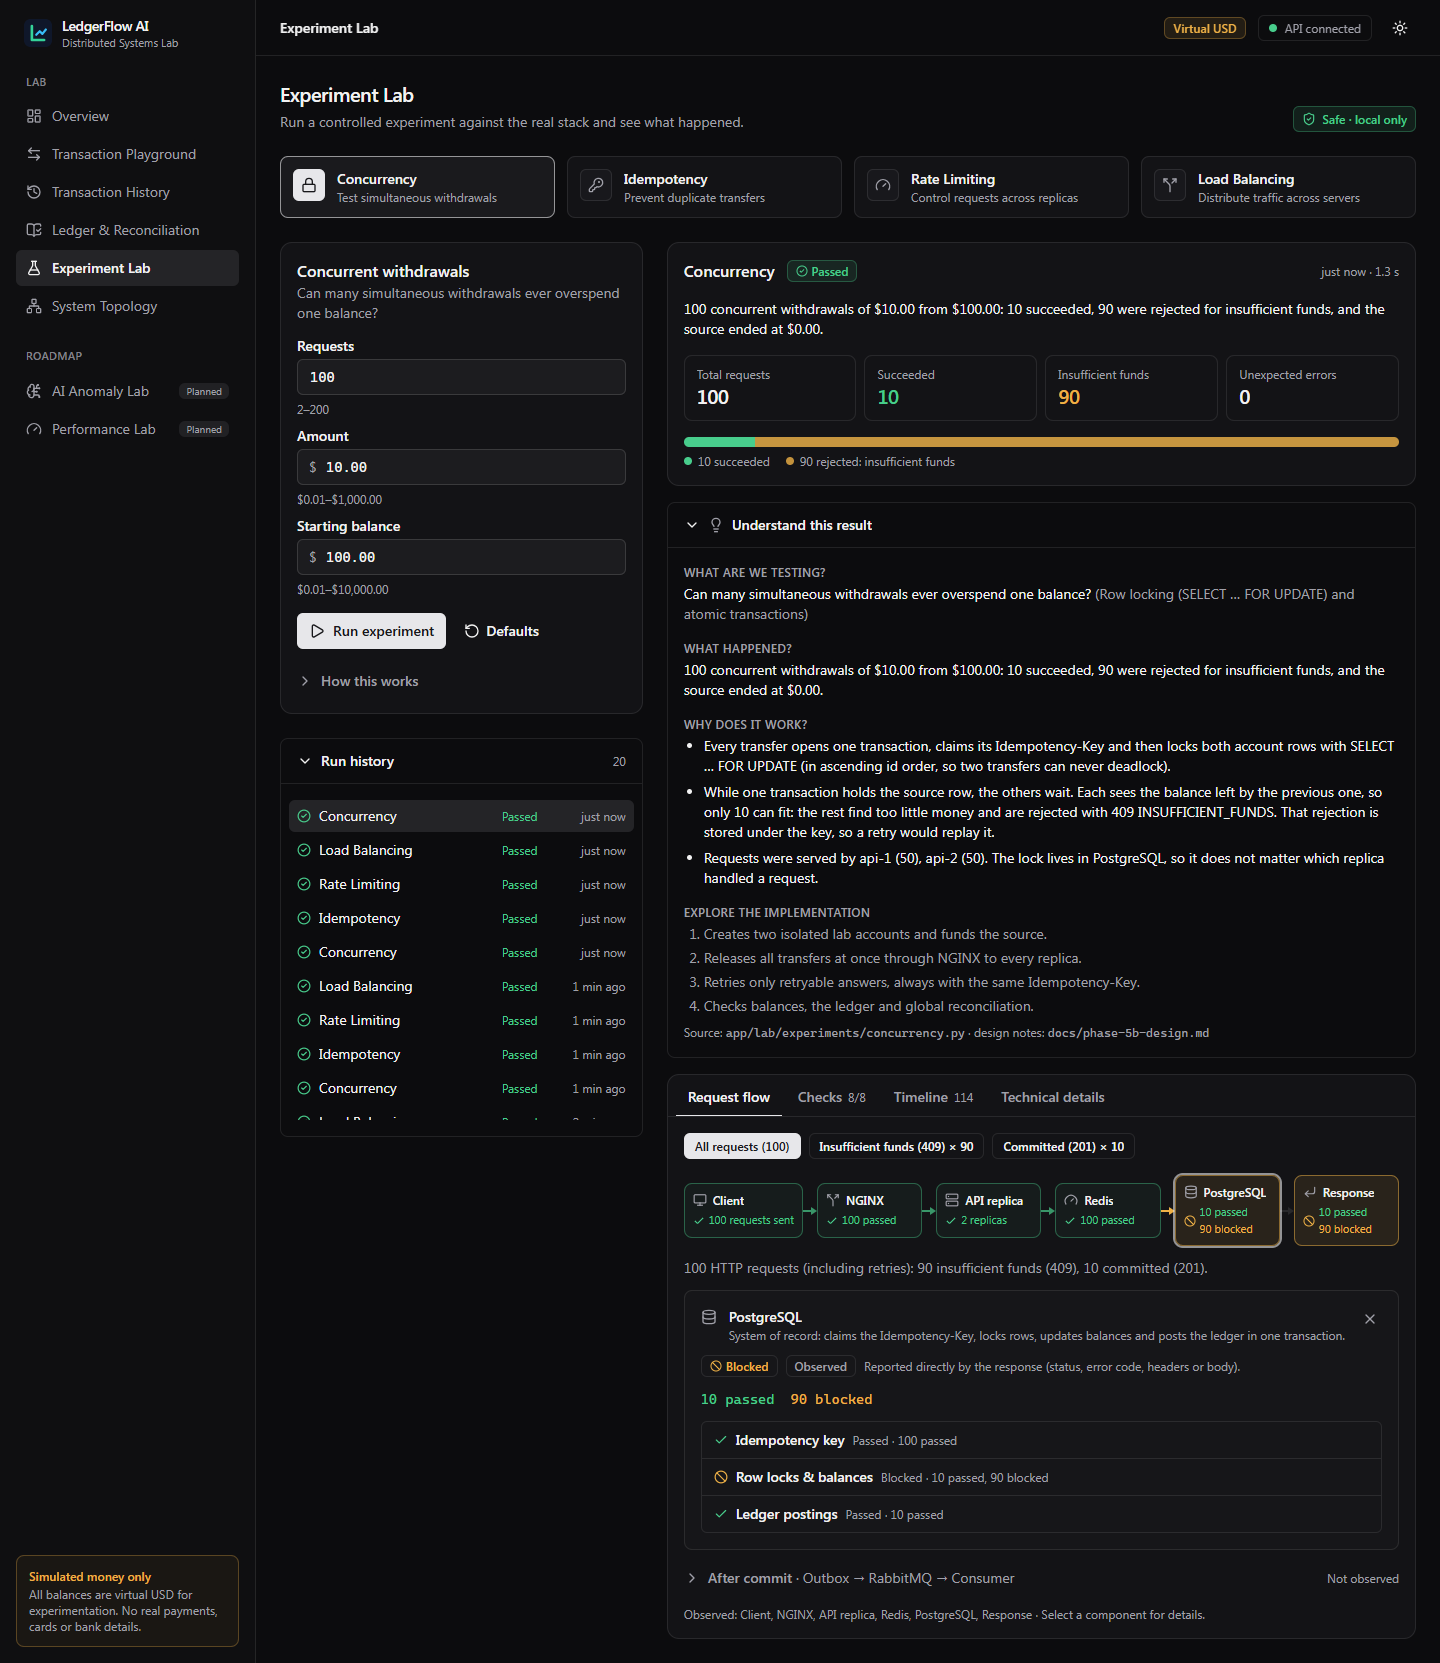 LedgerFlow AI
Distributed Systems Lab
LAB
Overview
Transaction Playground
Transaction History
Ledger & Reconciliation
Experiment Lab
System Topology
ROADMAP
AI Anomaly Lab Planned
Performance Lab Planned
Simulated money only
All balances are virtual USD for
experimentation. No real payments,
cards or bank details.
Experiment Lab
Virtual USD
API connected
Experiment Lab
Run a controlled experiment against the real stack and see what happened.
Safe · local only
Concurrency
Test simultaneous withdrawals
Idempotency
Prevent duplicate transfers
Rate Limiting
Control requests across replicas
Load Balancing
Distribute traffic across servers
Concurrent withdrawals
Can many simultaneous withdrawals ever overspend
one balance?
Requests
100
2–200
Amount
$ 10.00
$0.01–$1,000.00
Starting balance
$ 100.00
$0.01–$10,000.00
Run experiment
Defaults
How this works
Run history 20
Concurrency Passed just now
Load Balancing Passed just now
Rate Limiting Passed just now
Idempotency Passed just now
Concurrency Passed just now
Load Balancing Passed 1 min ago
Rate Limiting Passed 1 min ago
Idempotency Passed 1 min ago
Concurrency Passed 1 min ago
Concurrency Passed just now · 1.3 s
100 concurrent withdrawals of $10.00 from $100.00: 10 succeeded, 90 were rejected for insufficient funds, and the
source ended at $0.00.
Total requests
100
Succeeded
10
Insufficient funds
90
Unexpected errors
0
10 succeeded 90 rejected: insufficient funds
Understand this result
WHAT ARE WE TESTING?
Can many simultaneous withdrawals ever overspend one balance? (Row locking (SELECT … FOR UPDATE) and
atomic transactions)
WHAT HAPPENED?
100 concurrent withdrawals of $10.00 from $100.00: 10 succeeded, 90 were rejected for insufficient funds, and the
source ended at $0.00.
WHY DOES IT WORK?
• Every transfer opens one transaction, claims its Idempotency-Key and then locks both account rows with SELECT
… FOR UPDATE (in ascending id order, so two transfers can never deadlock).
• While one transaction holds the source row, the others wait. Each sees the balance left by the previous one, so
only 10 can fit: the rest find too little money and are rejected with 409 INSUFFICIENT_FUNDS. That rejection is
stored under the key, so a retry would replay it.
• Requests were served by api-1 (50), api-2 (50). The lock lives in PostgreSQL, so it does not matter which replica
handled a request.
EXPLORE THE IMPLEMENTATION
1. Creates two isolated lab accounts and funds the source.
2. Releases all transfers at once through NGINX to every replica.
3. Retries only retryable answers, always with the same Idempotency-Key.
4. Checks balances, the ledger and global reconciliation.
Source: app/lab/experiments/concurrency.py · design notes: docs/phase-5b-design.md
Request flow Checks 8/8 Timeline 114 Technical details
All requests (100) Insufficient funds (409) × 90 Committed (201) × 10
Client
100 requests sent
NGINX
100 passed
API replica
2 replicas
Redis
100 passed
PostgreSQL
10 passed
90 blocked
Response
10 passed
90 blocked
100 HTTP requests (including retries): 90 insufficient funds (409), 10 committed (201).
PostgreSQL
System of record: claims the Idempotency-Key, locks rows, updates balances and posts the ledger in one transaction.
Blocked Observed Reported directly by the response (status, error code, headers or body).
10 passed 90 blocked
Idempotency key Passed · 100 passed
Row locks & balances Blocked · 10 passed, 90 blocked
Ledger postings Passed · 10 passed
After commit · Outbox → RabbitMQ → Consumer Not observed
Observed: Client, NGINX, API replica, Redis, PostgreSQL, Response · Select a component for details.